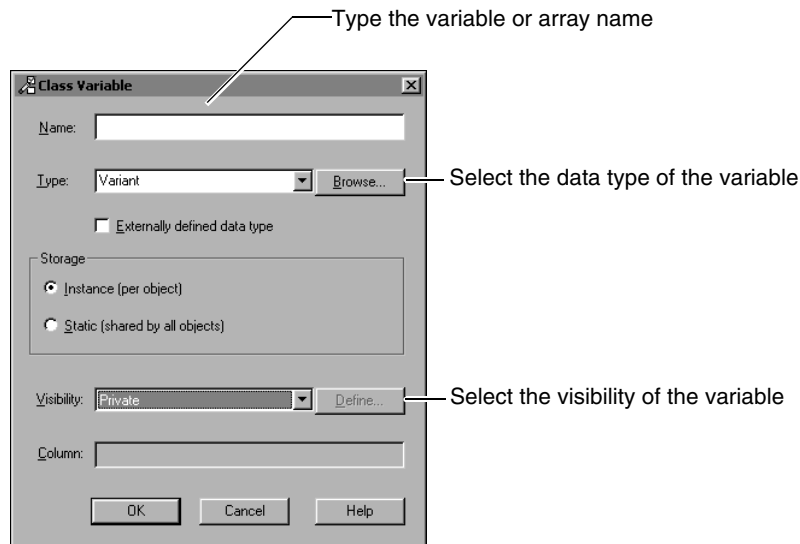 Type the variable or array name
Class Variable
Name:
Type: Variant Browse... Select the data type of the variable
Externally defined data type
Storage
Instance (per object)
Static (shared by all objects)
Visibility: Private Define... Select the visibility of the variable
Column:
OK Cancel Help